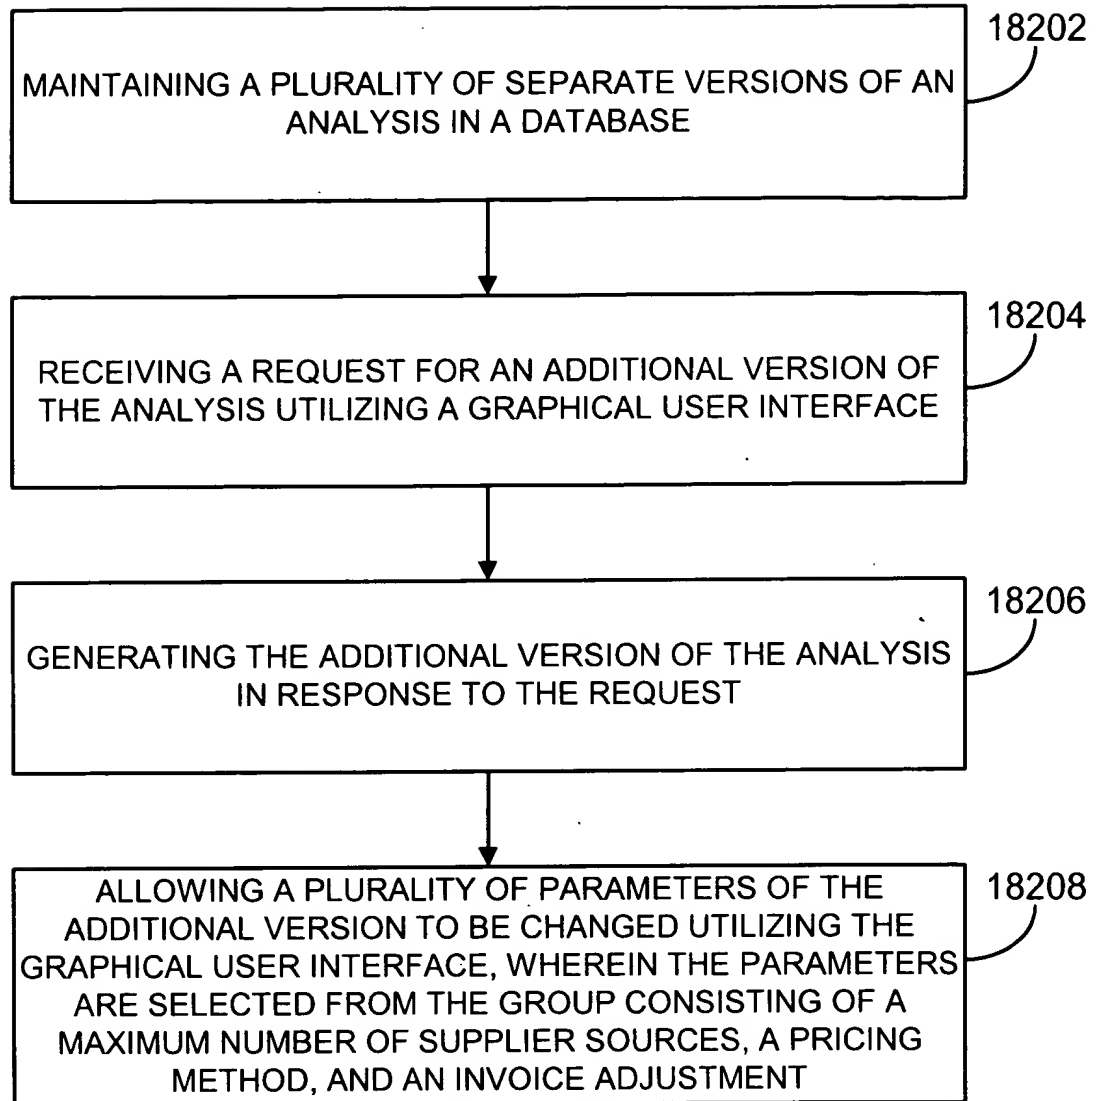 18202
MAINTAINING A PLURALITY OF SEPARATE VERSIONS OF AN
ANALYSIS IN A DATABASE
18204
RECEIVING A REQUEST FOR AN ADDITIONAL VERSION OF
THE ANALYSIS UTILIZING A GRAPHICAL USER INTERFACE
18206
GENERATING THE ADDITIONAL VERSION OF THE ANALYSIS
IN RESPONSE TO THE REQUEST
18208
ALLOWING A PLURALITY OF PARAMETERS OF THE
ADDITIONAL VERSION TO BE CHANGED UTILIZING THE
GRAPHICAL USER INTERFACE, WHEREIN THE PARAMETERS
ARE SELECTED FROM THE GROUP CONSISTING OF A
MAXIMUM NUMBER OF SUPPLIER SOURCES, A PRICING
METHOD, AND AN INVOICE ADJUSTMENT